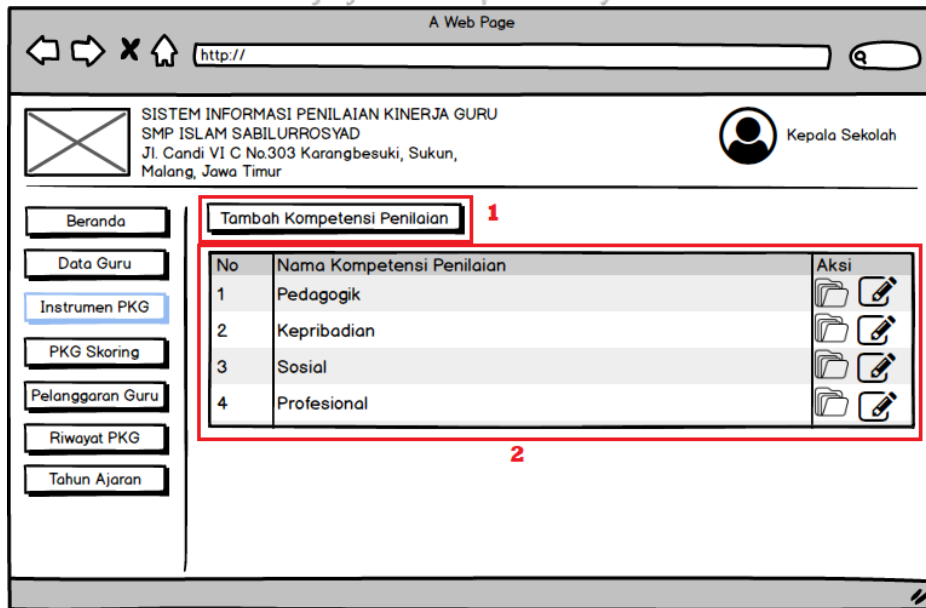 A Web Page
http://
SISTEM INFORMASI PENILAIAN KINERJA GURU
SMP ISLAM SABILURROSYAD
Jl. Candi VI C No.303 Karangbesuki, Sukun,
Malang, Jawa Timur
Kepala Sekolah
Beranda
Data Guru
Instrumen PKG
PKG Skoring
Pelanggaran Guru
Riwayat PKG
Tahun Ajaran
Tambah Kompetensi Penilaian
1
No Nama Kompetensi Penilaian Aksi
1 Pedagogik
2 Kepribadian
3 Sosial
4 Profesional
2